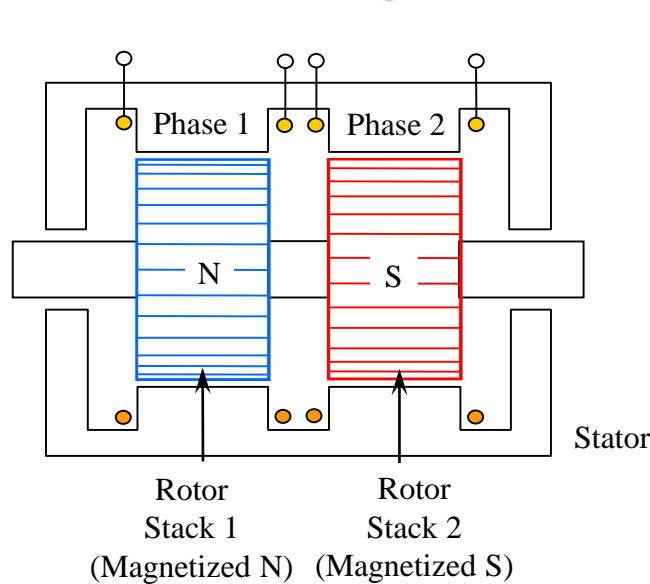 Phase 1
Phase 2
N
S
Stator
Rotor
Stack 1
(Magnetized N)
Rotor
Stack 2
(Magnetized S)